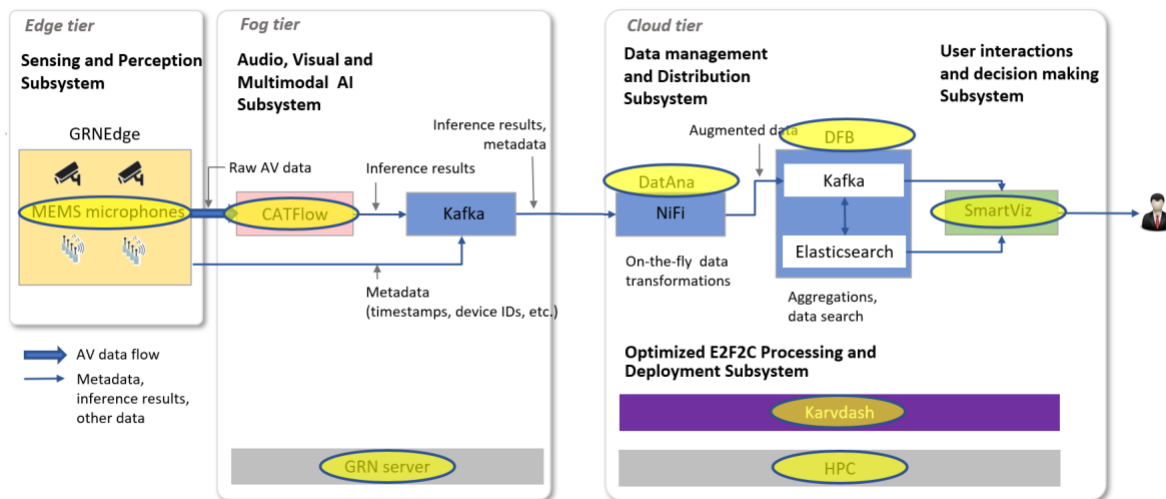 Edge tier
Sensing and Perception
Subsystem
GRNEdge
MEMS microphones
Raw AV data
AV data flow
Metadata,
inference results,
other data
Fog tier
Audio, Visual and
Multimodal AI
Subsystem
CATFlow
Inference results
Kafka
Inference results,
metadata
Metadata
(timestamps, device IDs, etc.)
GRN server
Cloud tier
Data management
and Distribution
Subsystem
DatAna
NiFi
On-the-fly data
transformations
Augmented data
DFB
Kafka
Elasticsearch
Aggregations,
data search
User interactions
and decision making
Subsystem
SmartViz
Optimized E2F2C Processing and
Deployment Subsystem
Karvdash
HPC